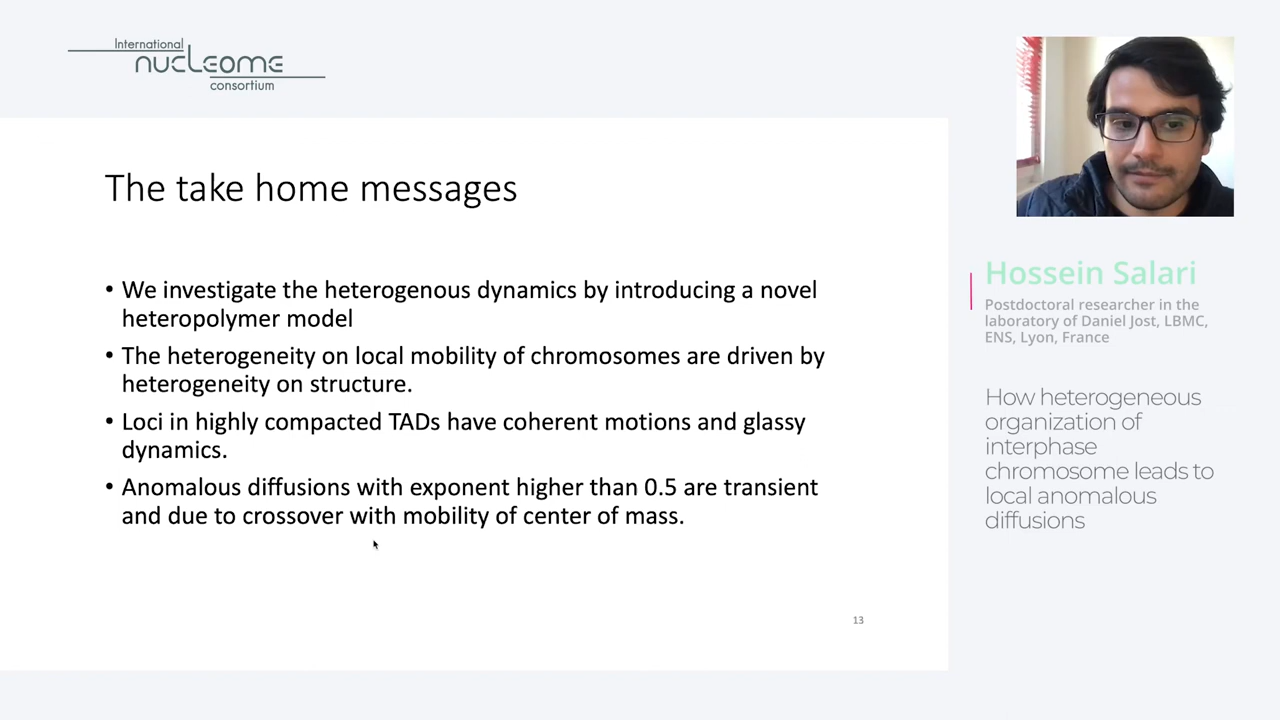 International
nucleome
consortium
The take home messages
• We investigate the heterogenous dynamics by introducing a novel
heteropolymer model
• The heterogeneity on local mobility of chromosomes are driven by
heterogeneity on structure.
• Loci in highly compacted TADs have coherent motions and glassy
dynamics.
• Anomalous diffusions with exponent higher than 0.5 are transient
and due to crossover with mobility of center of mass.
13
Hossein Salari
Postdoctoral researcher in the
laboratory of Daniel Jost, LBMC,
ENS, Lyon, France
How heterogeneous
organization of
interphase
chromosome leads to
local anomalous
diffusions